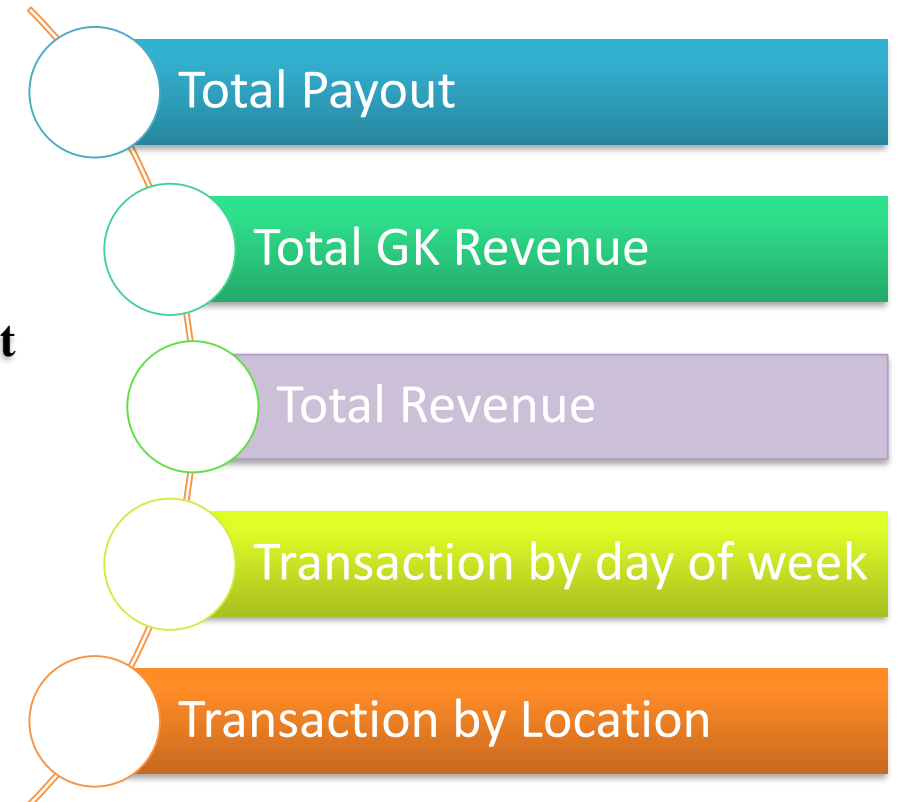 Total Payout
Total GK Revenue
t
Total Revenue
Transaction by day of week
Transaction by Location